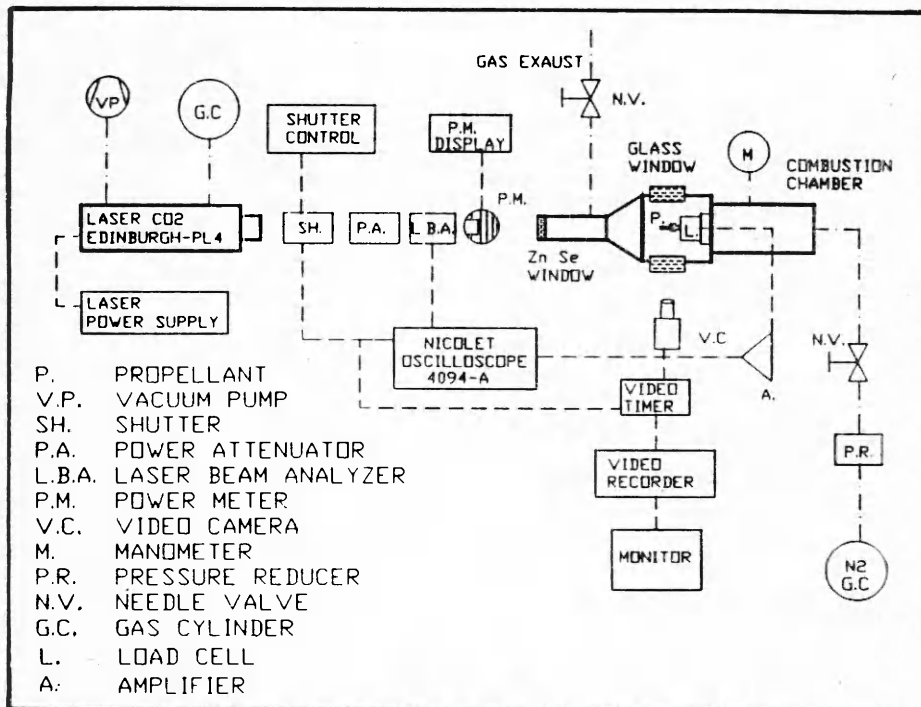 GAS EXAUST
VP
G.C
N.V.
SHUTTER
CONTROL
P.M.
DISPLAY
GLASS
WINDOW
M
COMBUSTION
CHAMBER
P.M.
LASER CO2
EDINBURGH-PL4
SH.
P.A.
L.B.A.
P.
L.
Zn Se
WINDOW
LASER
POWER SUPPLY
NICOLET
OSCILLOSCOPE
4094-A
V.C
A.
N.V.
VIDEO
TIMER
P.R.
VIDEO
RECORDER
MONITOR
N2
G.C
P. PROPELLANT
V.P. VACUUM PUMP
SH. SHUTTER
P.A. POWER ATTENUATOR
L.B.A. LASER BEAM ANALYZER
P.M. POWER METER
V.C. VIDEO CAMERA
M. MANOMETER
P.R. PRESSURE REDUCER
N.V. NEEDLE VALVE
G.C. GAS CYLINDER
L. LOAD CELL
A. AMPLIFIER